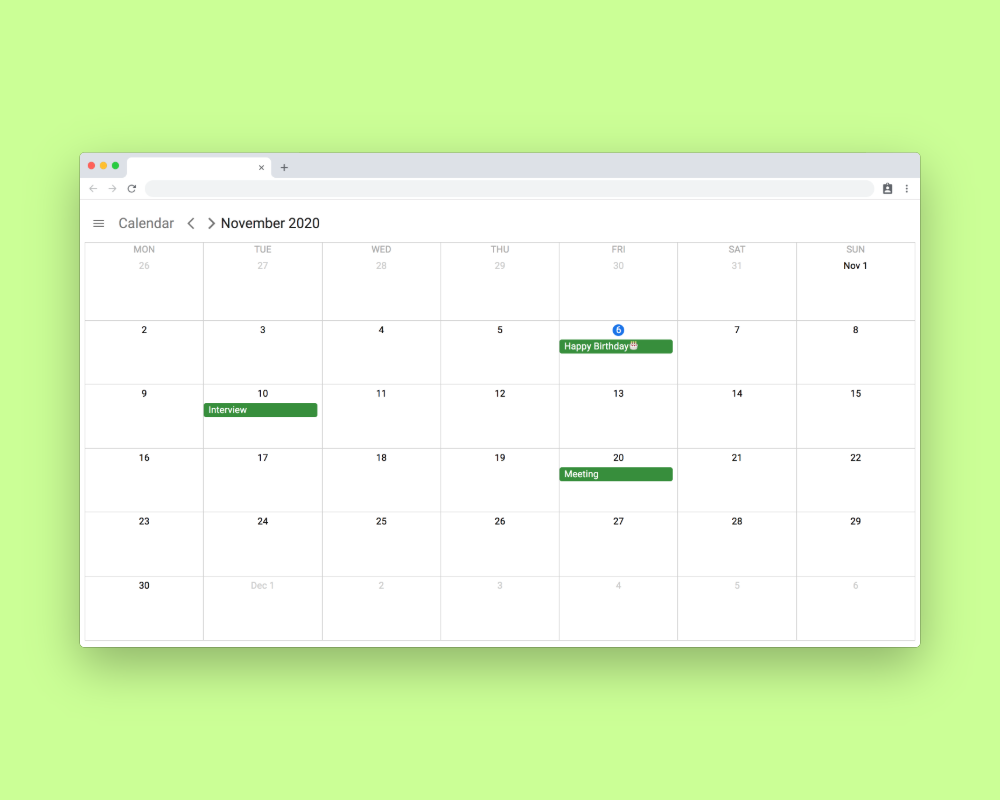 Calendar November 2020
MON TUE WED THU FRI SAT SUN
26 27 28 29 30 31 Nov 1
2 3 4 5 6 7 8
Happy Birthday🎂
9 10 11 12 13 14 15
Interview
16 17 18 19 20 21 22
Meeting
23 24 25 26 27 28 29
30 Dec 1 2 3 4 5 6